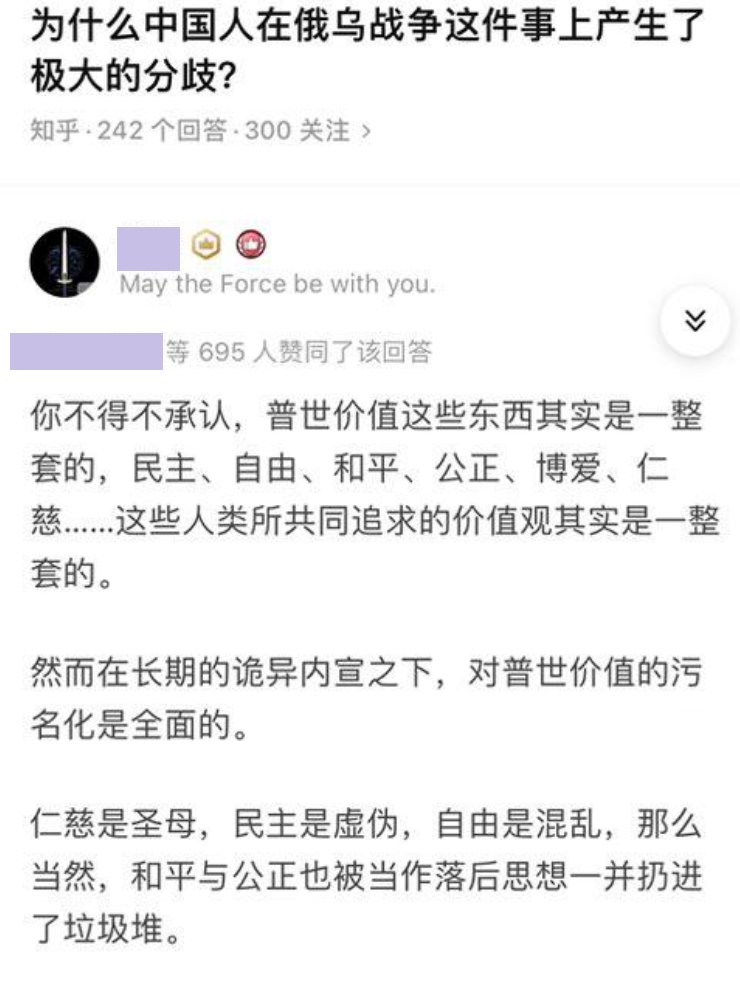 为什么中国人在俄乌战争这件事上产生了
极大的分歧?
知乎·242 个回答·300 关注 >
May the Force be with you.
等 695 人赞同了该回答
你不得不承认，普世价值这些东西其实是一整
套的，民主、自由、和平、公正、博爱、仁
慈......这些人类所共同追求的价值观其实是一整
套的。
然而在长期的诡异内宣之下，对普世价值的污
名化是全面的。
仁慈是圣母，民主是虚伪，自由是混乱，那么
当然，和平与公正也被当作落后思想一并扔进
了垃圾堆。